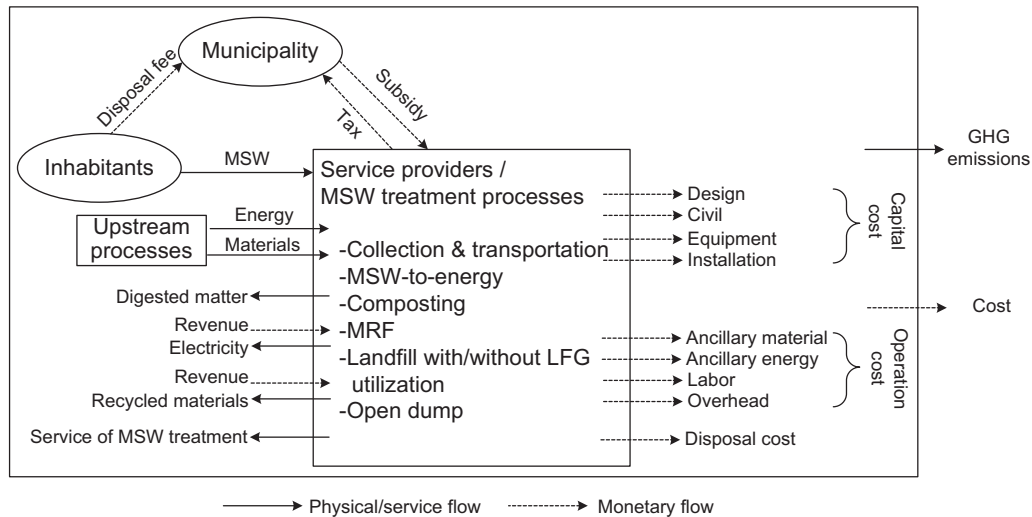 Municipality
Disposal fee
Subsidy
Tax
Inhabitants
MSW
Service providers /
MSW treatment processes
Upstream
processes
Energy
Materials
-Collection & transportation
-MSW-to-energy
-Composting
-MRF
-Landfill with/without LFG
utilization
-Open dump
Digested matter
Revenue
Electricity
Revenue
Recycled materials
Service of MSW treatment
Design
Civil
Equipment
Installation
Capital
cost
Ancillary material
Ancillary energy
Labor
Overhead
Operation
cost
Disposal cost
GHG
emissions
Cost
Physical/service flow
Monetary flow